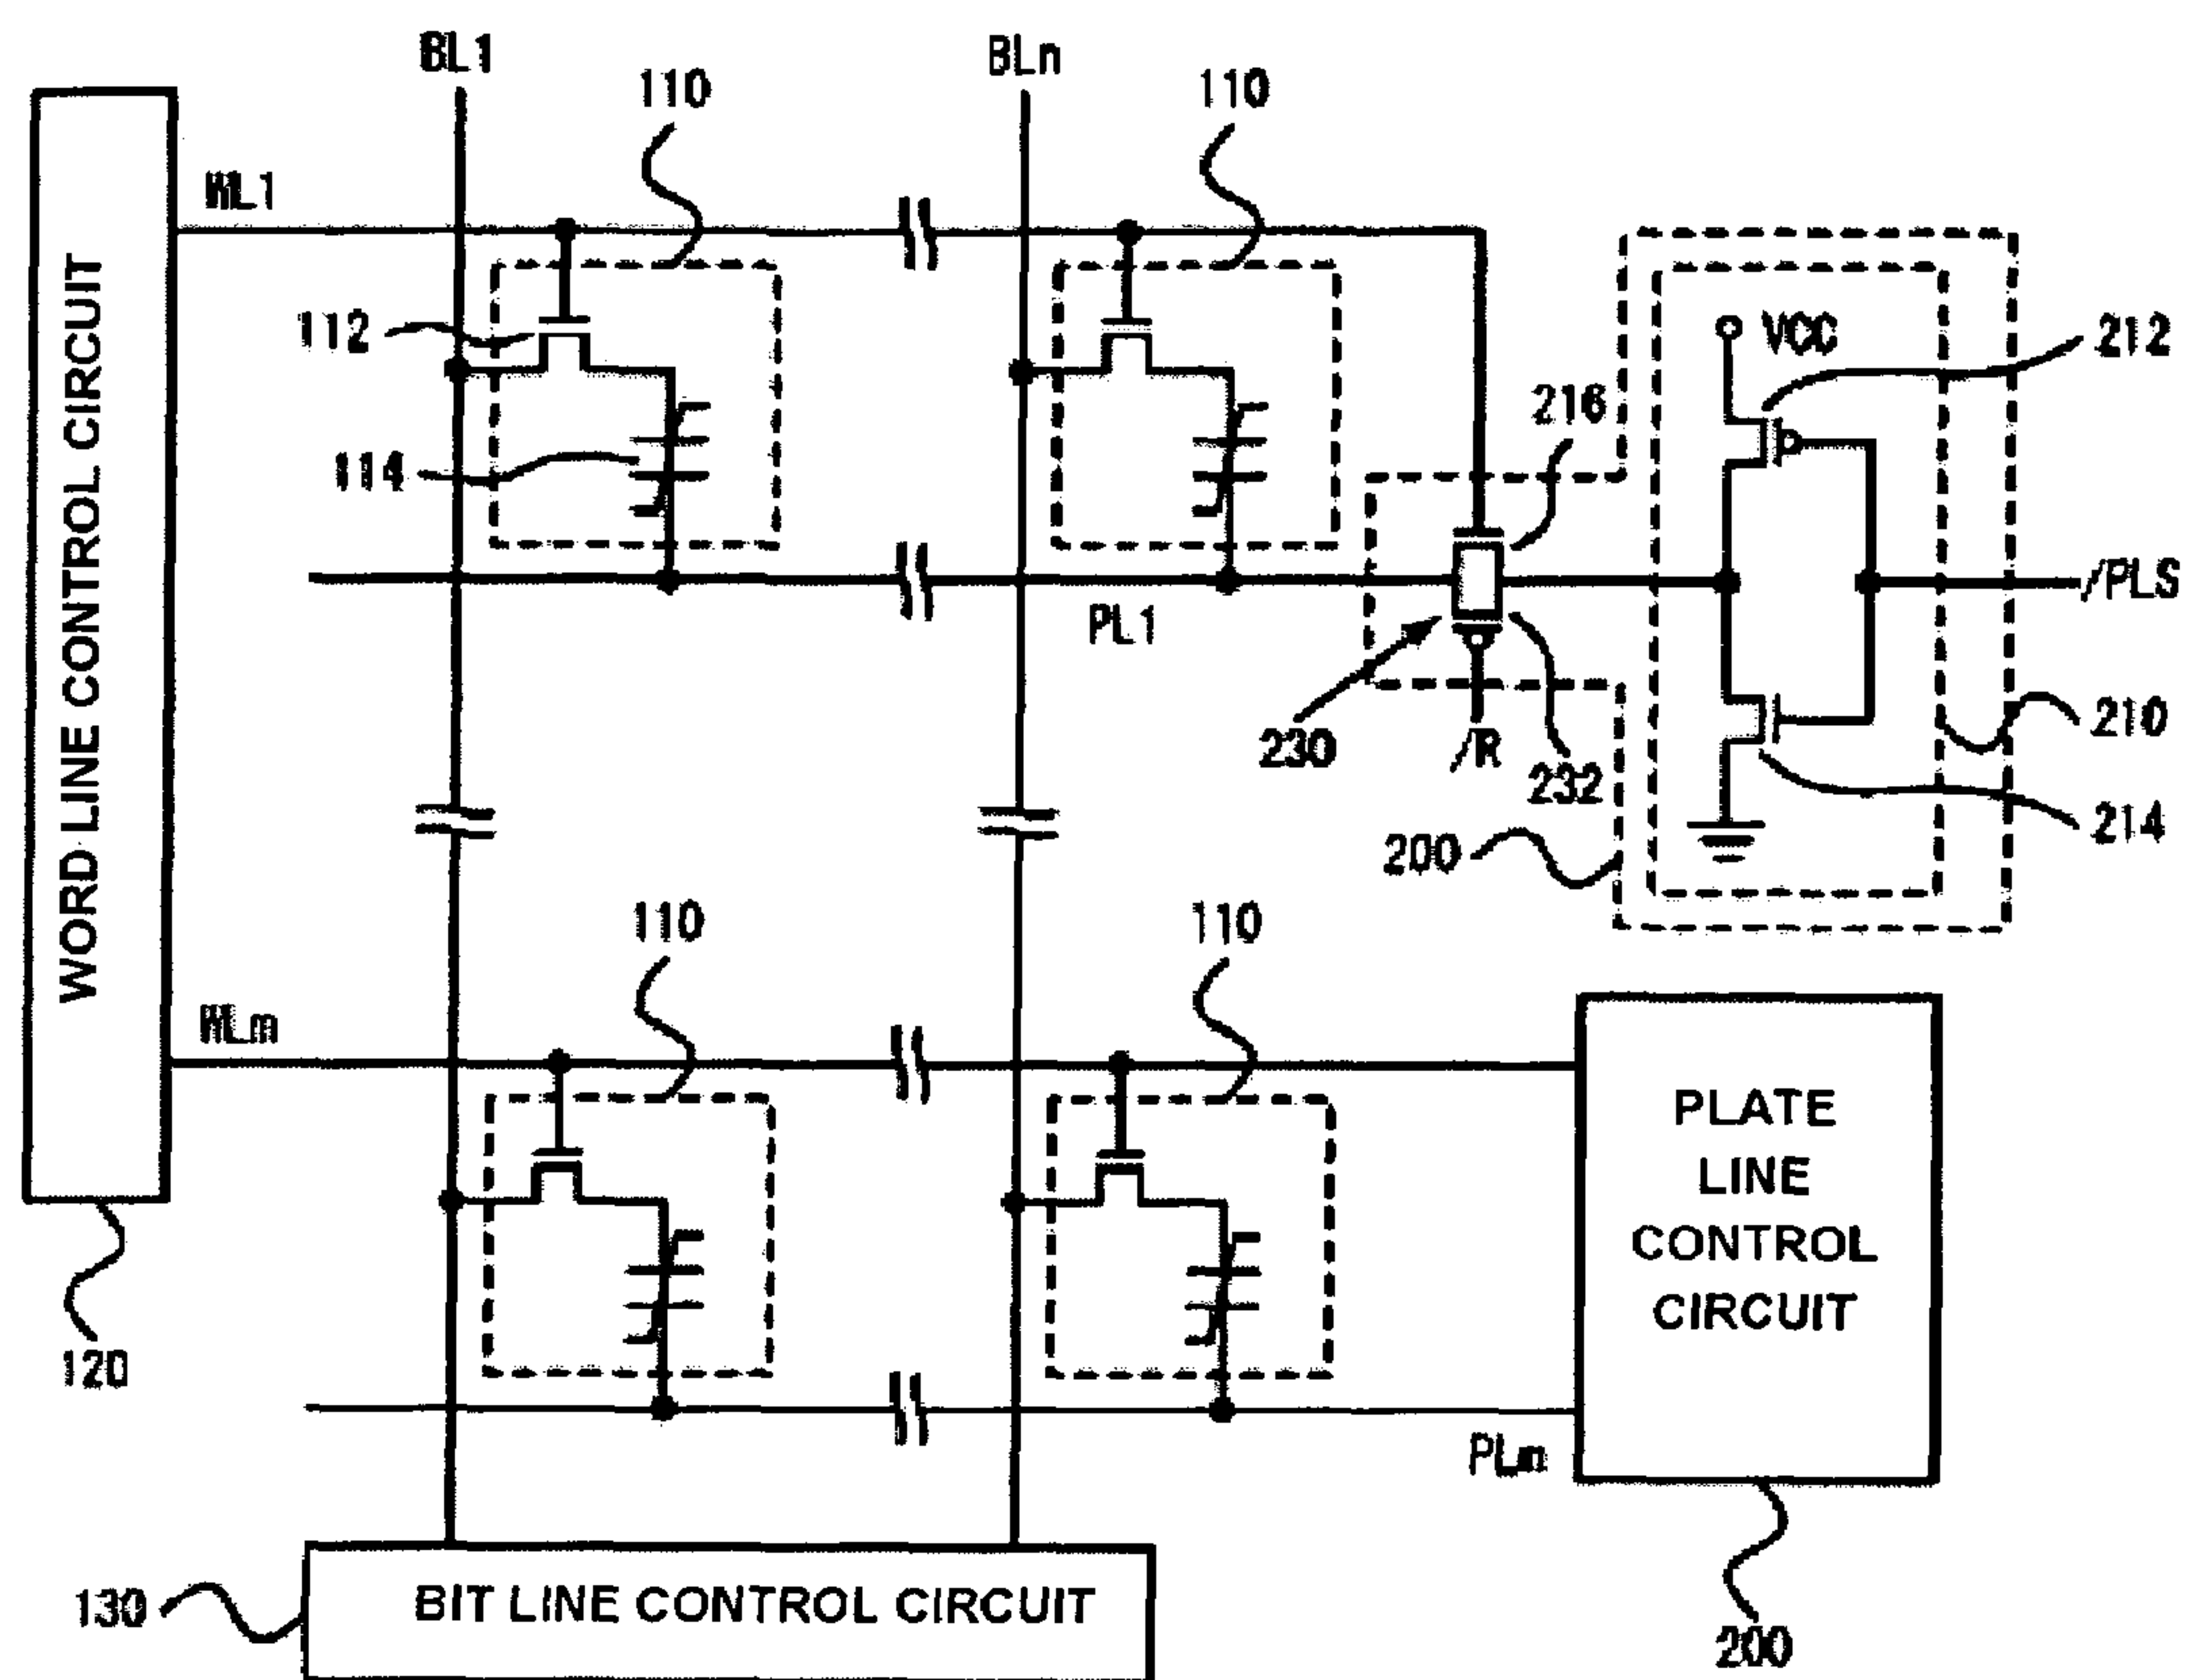 BL1
BLn
110
110
WL1
WORD LINE CONTROL CIRCUIT
112
VCC
212
216
114
/PLS
PL1
230
/R
232
210
214
200
110
110
WLm
PLATE
LINE
CONTROL
CIRCUIT
120
PLm
130
BIT LINE CONTROL CIRCUIT
200